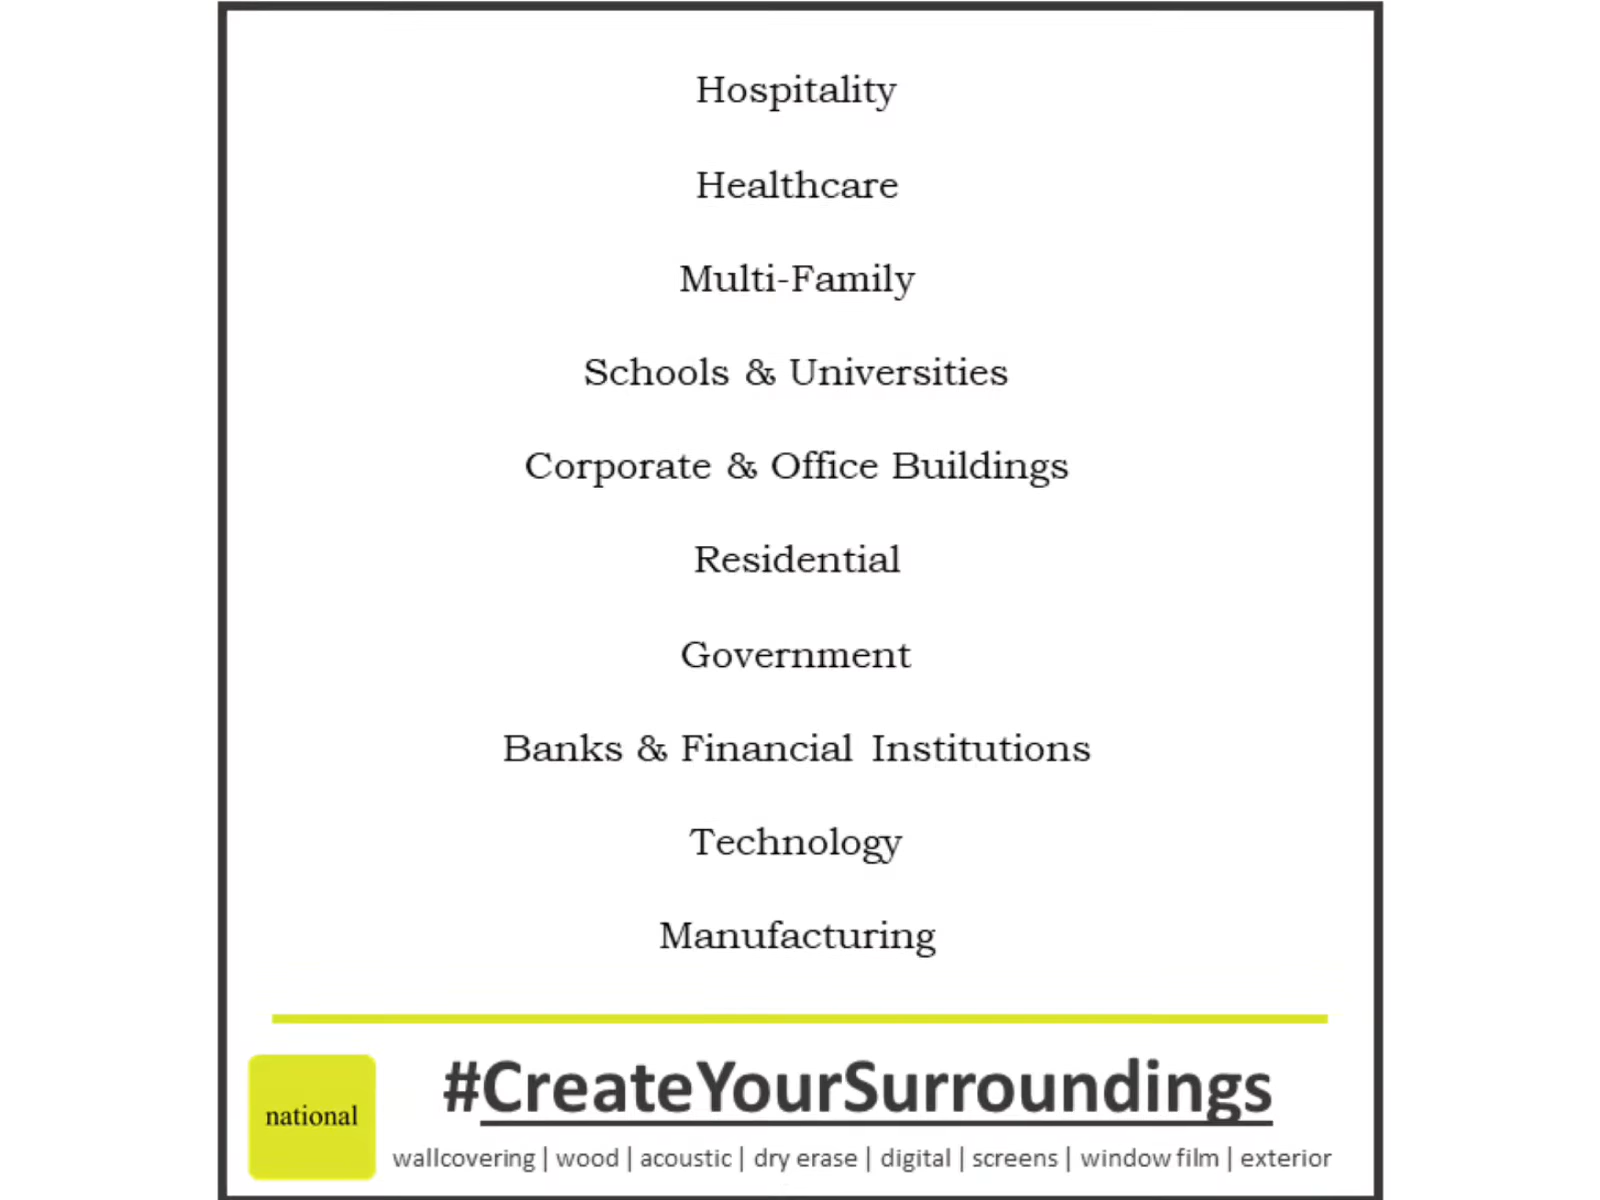 Hospitality
Healthcare
Multi-Family
Schools & Universities
Corporate & Office Buildings
Residential
Government
Banks & Financial Institutions
Technology
Manufacturing
national
#CreateYourSurroundings
wallcovering | wood | acoustic | dry erase | digital | screens | window film | exterior